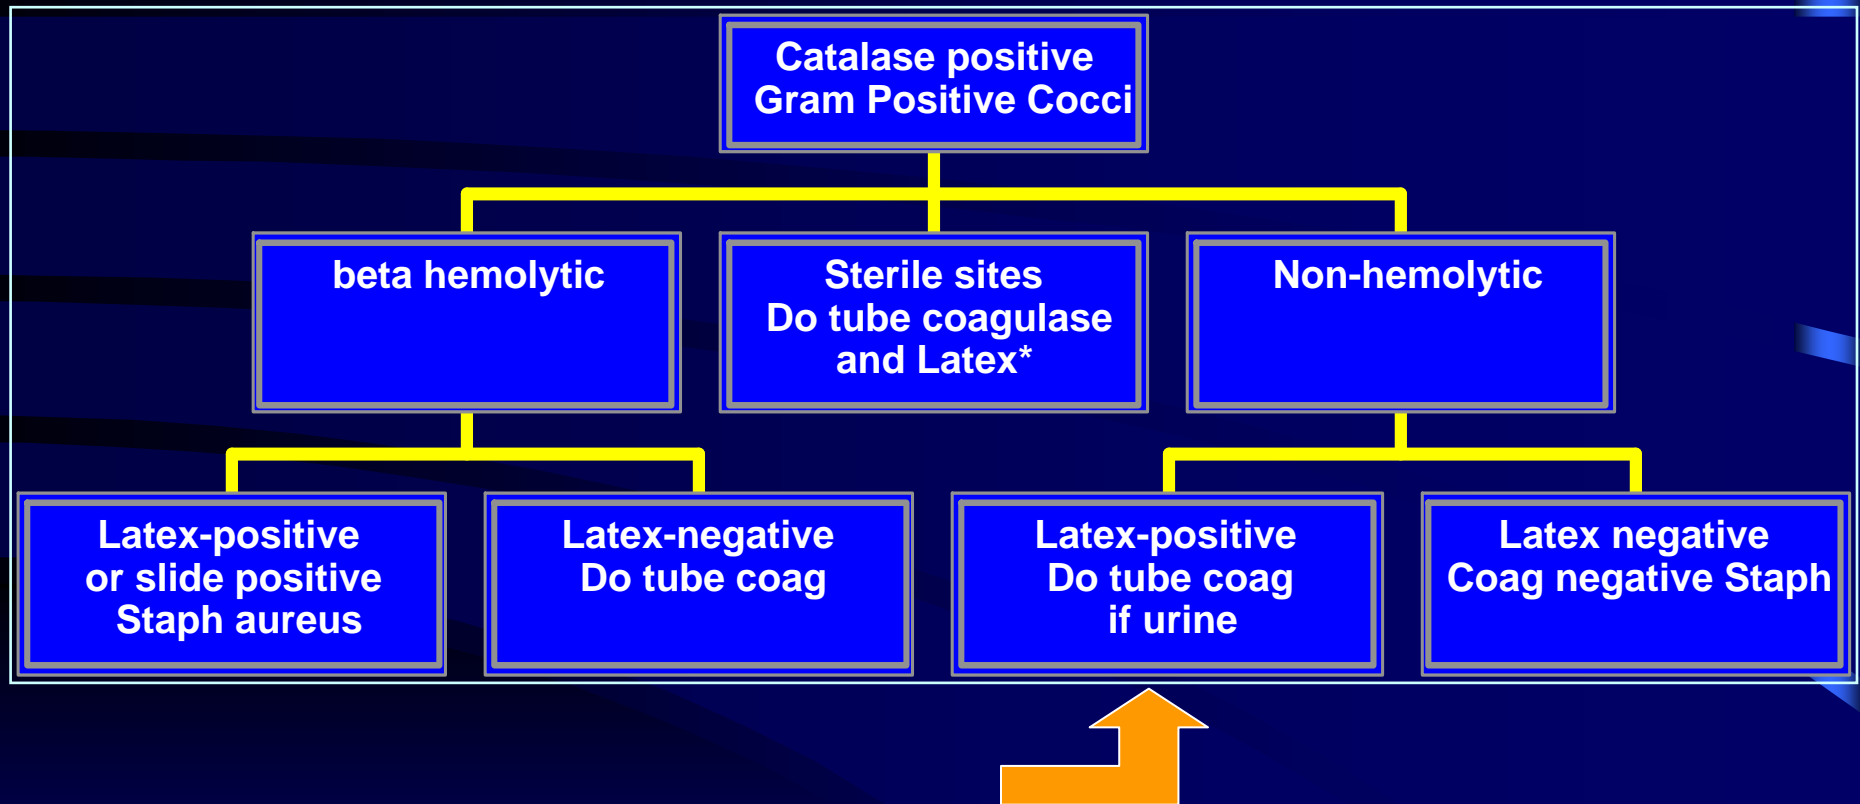 Catalase positive
Gram Positive Cocci
beta hemolytic
Sterile sites
Do tube coagulase
and Latex*
Non-hemolytic
Latex-positive
or slide positive
Staph aureus
Latex-negative
Do tube coag
Latex-positive
Do tube coag
if urine
Latex negative
Coag negative Staph